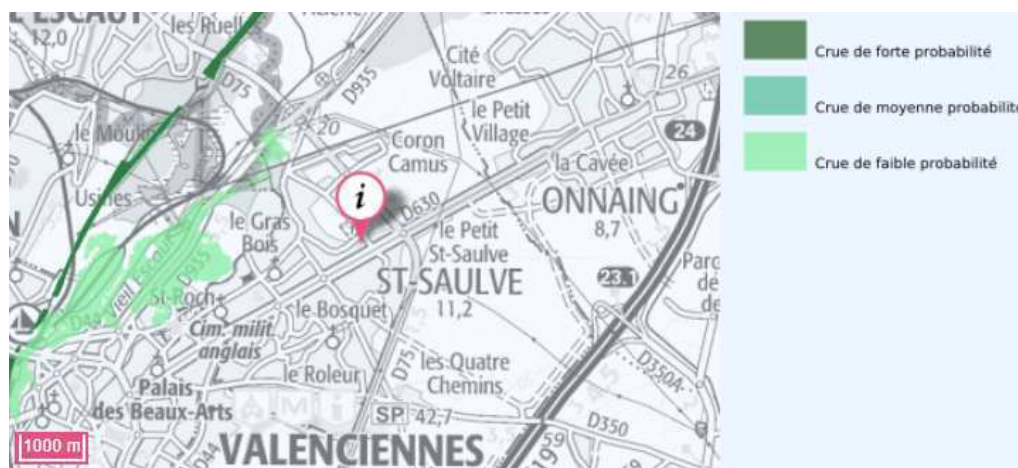 E ESCAUT
12,0
les Ruelles
D75
D935
Cité
Voltaire
26
le Petit
Village
20
Coron
Camus
24
la Cavée
Usines
i
D630
ONNAING
8,7
le Gras
Bois
le Petit
St-Saulve
D935
ST-SAULVE
11,2
23.1
Parc
de
de
St-Roch
le Bosquet
Cim. milit.
anglais
D75
D350A
le Roleur
les Quatre
Chemins
Palais
des Beaux-Arts
SP
42,7
D350
1000 m
VALENCIENNES
59
D44
Crue de forte probabilité
Crue de moyenne probabilité
Crue de faible probabilité